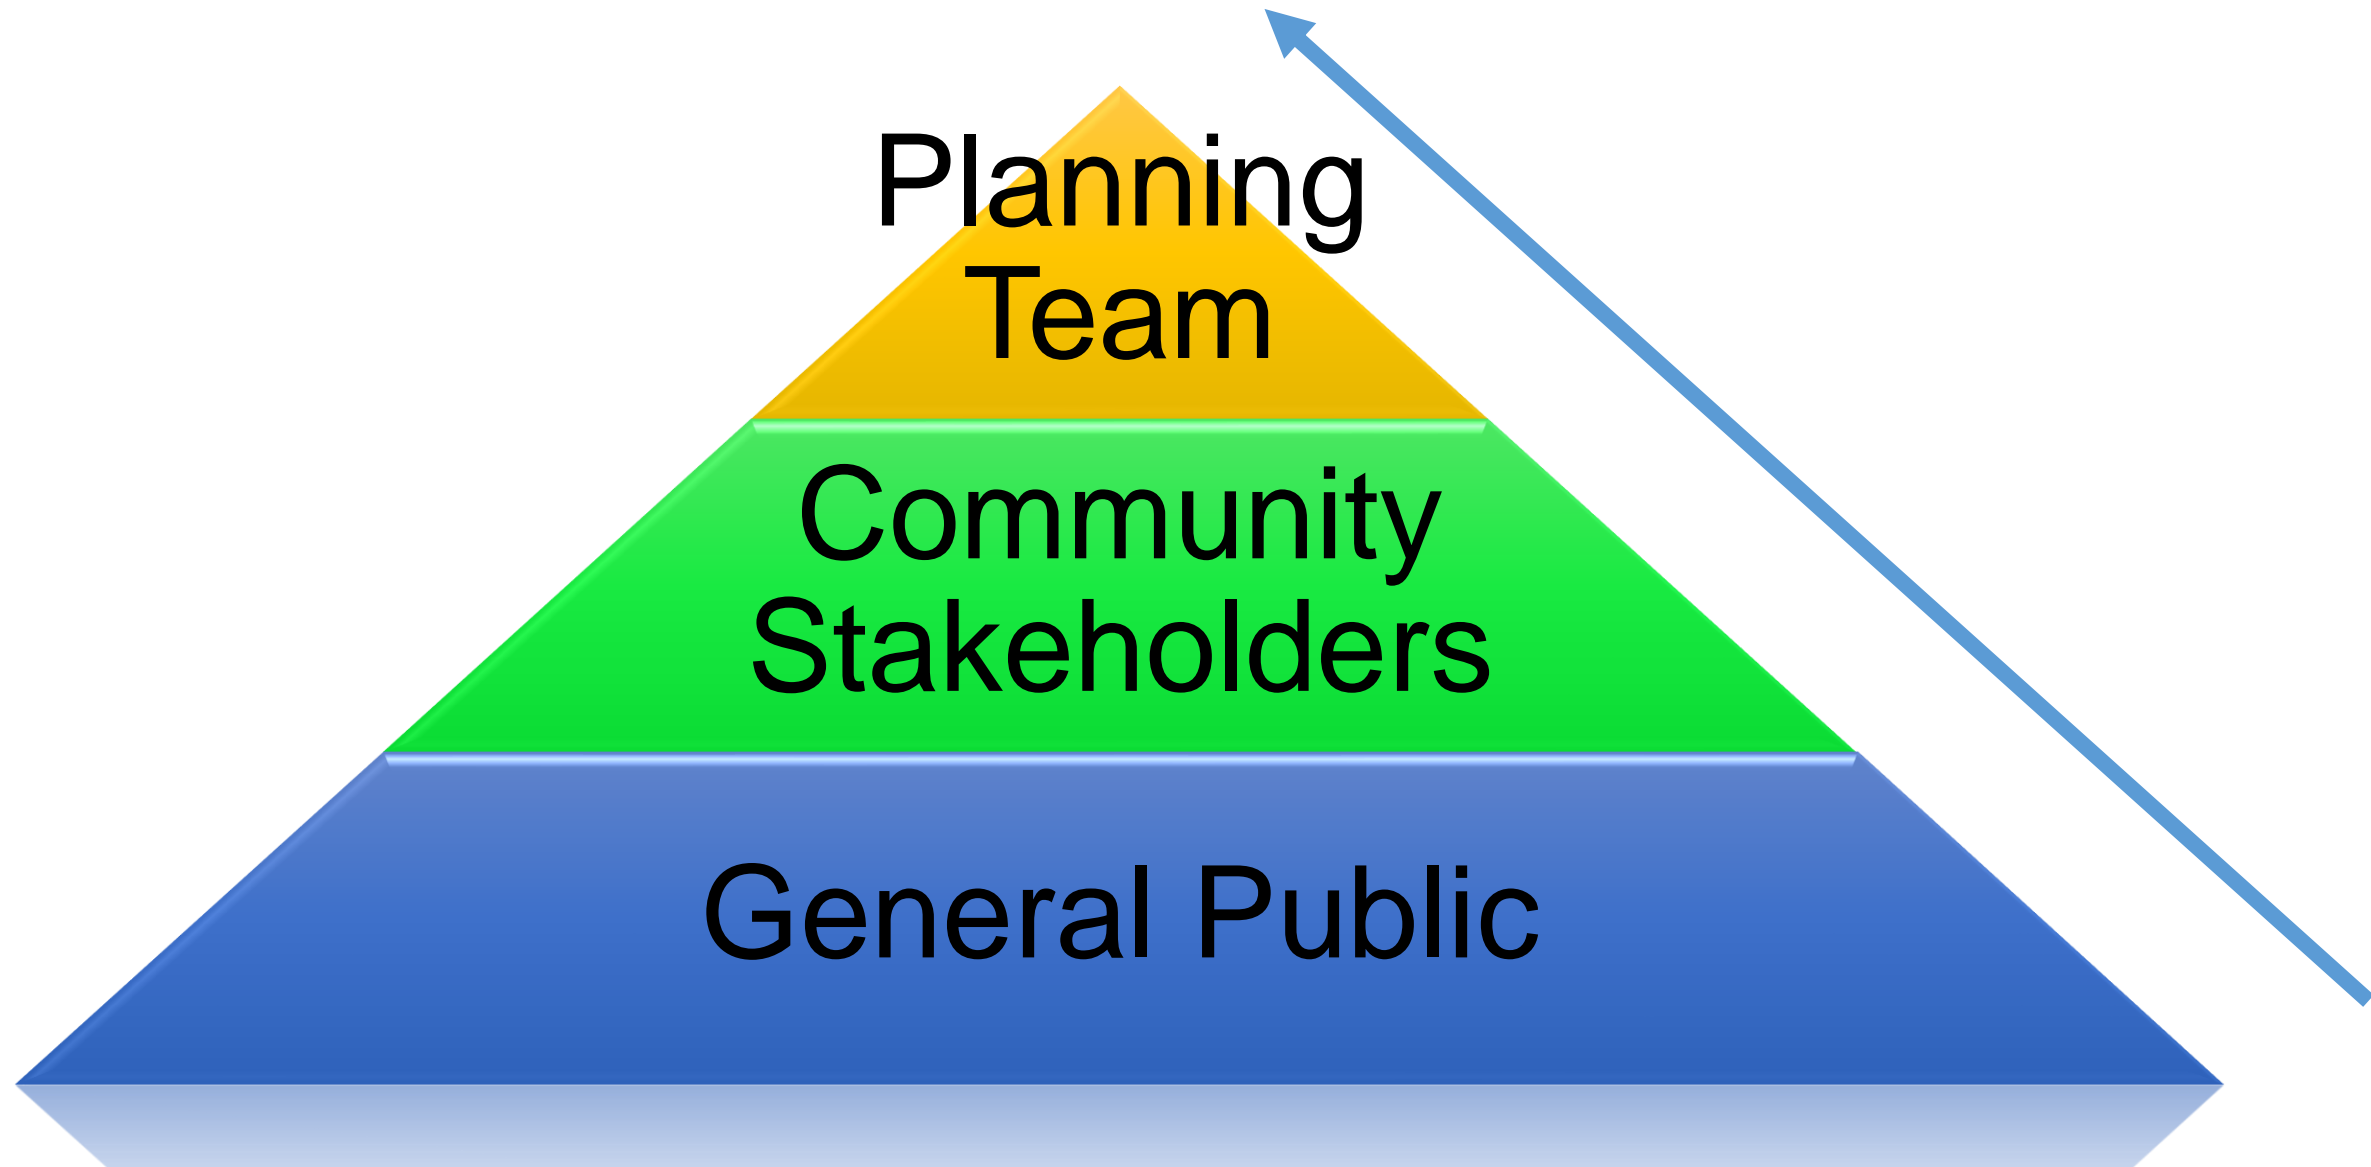 Planning
Team
Community
Stakeholders
General Public